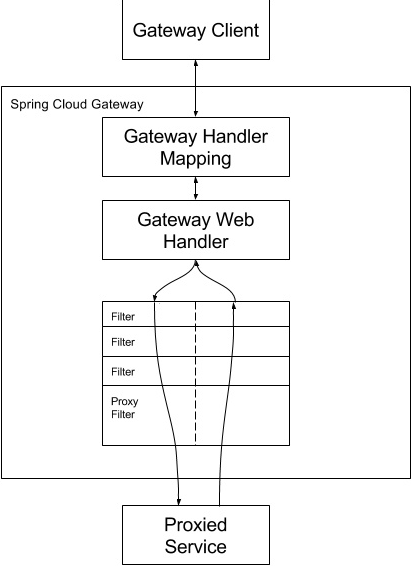 Gateway Client
Spring Cloud Gateway
Gateway Handler
Mapping
Gateway Web
Handler
Filter
Filter
Filter
Proxy
Filter
Proxied
Service